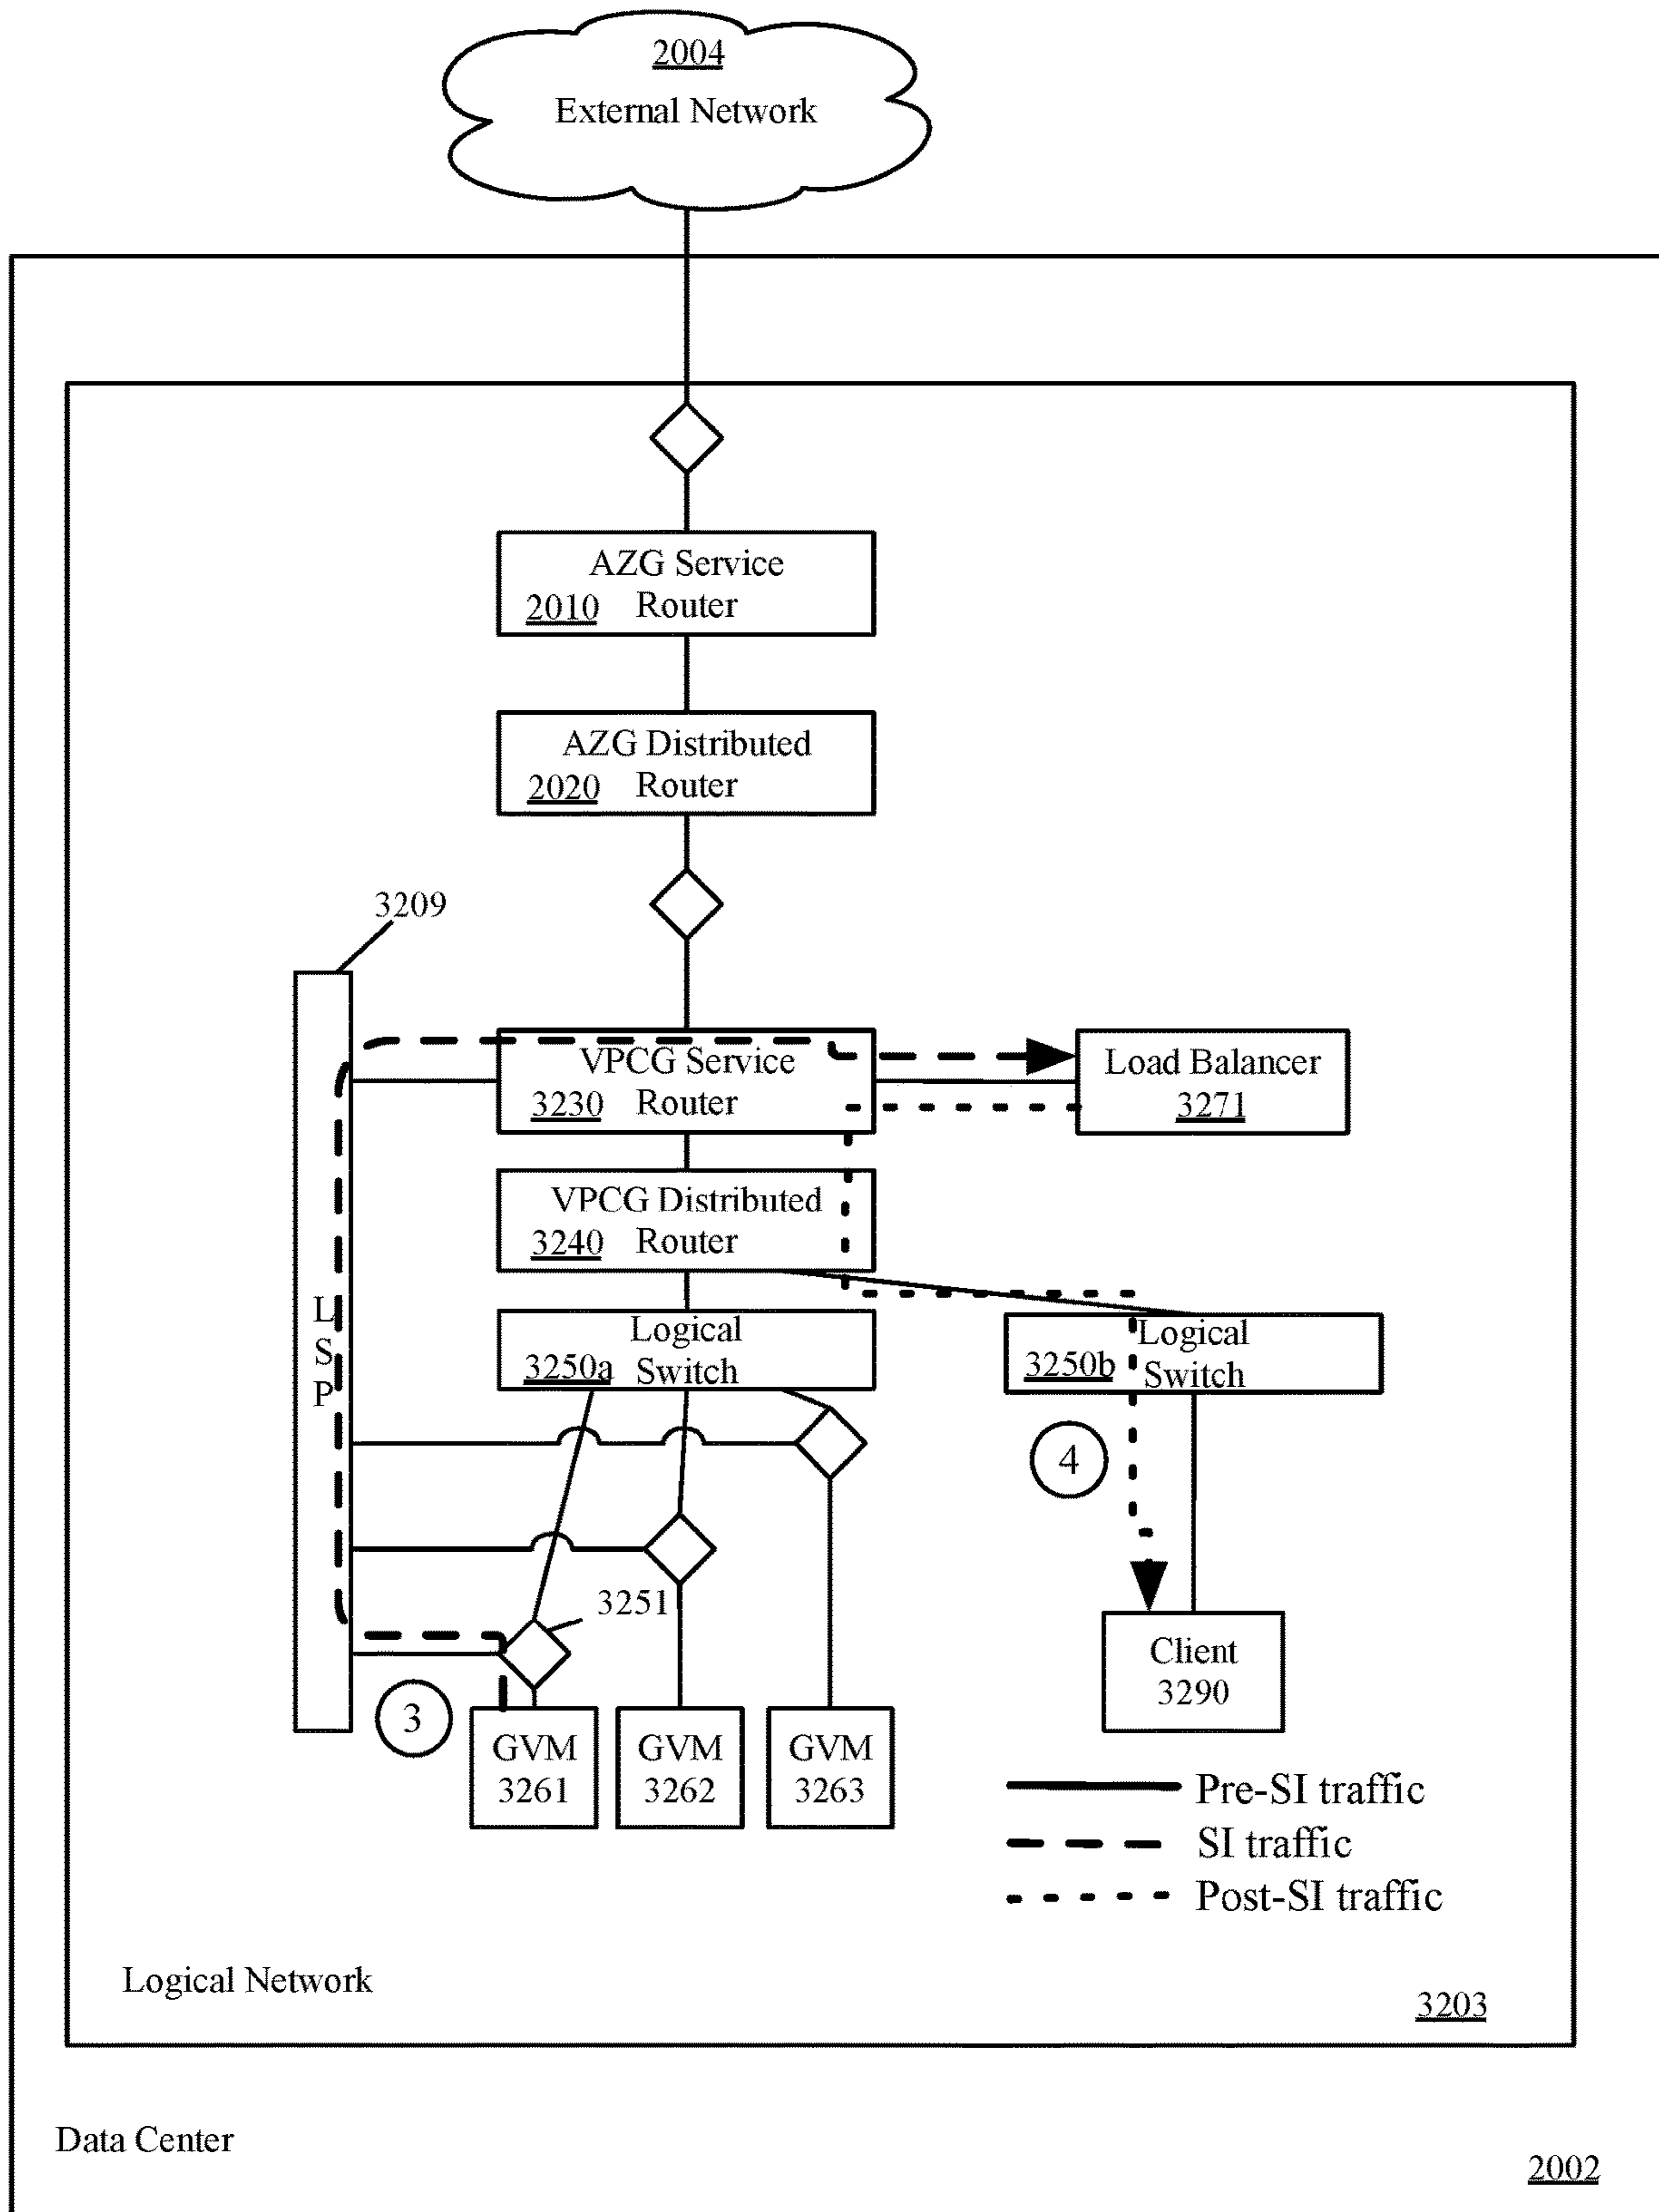 2004
External Network
AZG Service
2010 Router
AZG Distributed
2020 Router
3209
VPCG Service
3230 Router
Load Balancer
3271
VPCG Distributed
3240 Router
L
S
P
Logical
3250a Switch
Logical
3250b Switch
4
3251
Client
3290
3
GVM
3261
GVM
3262
GVM
3263
Pre-SI traffic
SI traffic
Post-SI traffic
Logical Network
3203
Data Center
2002